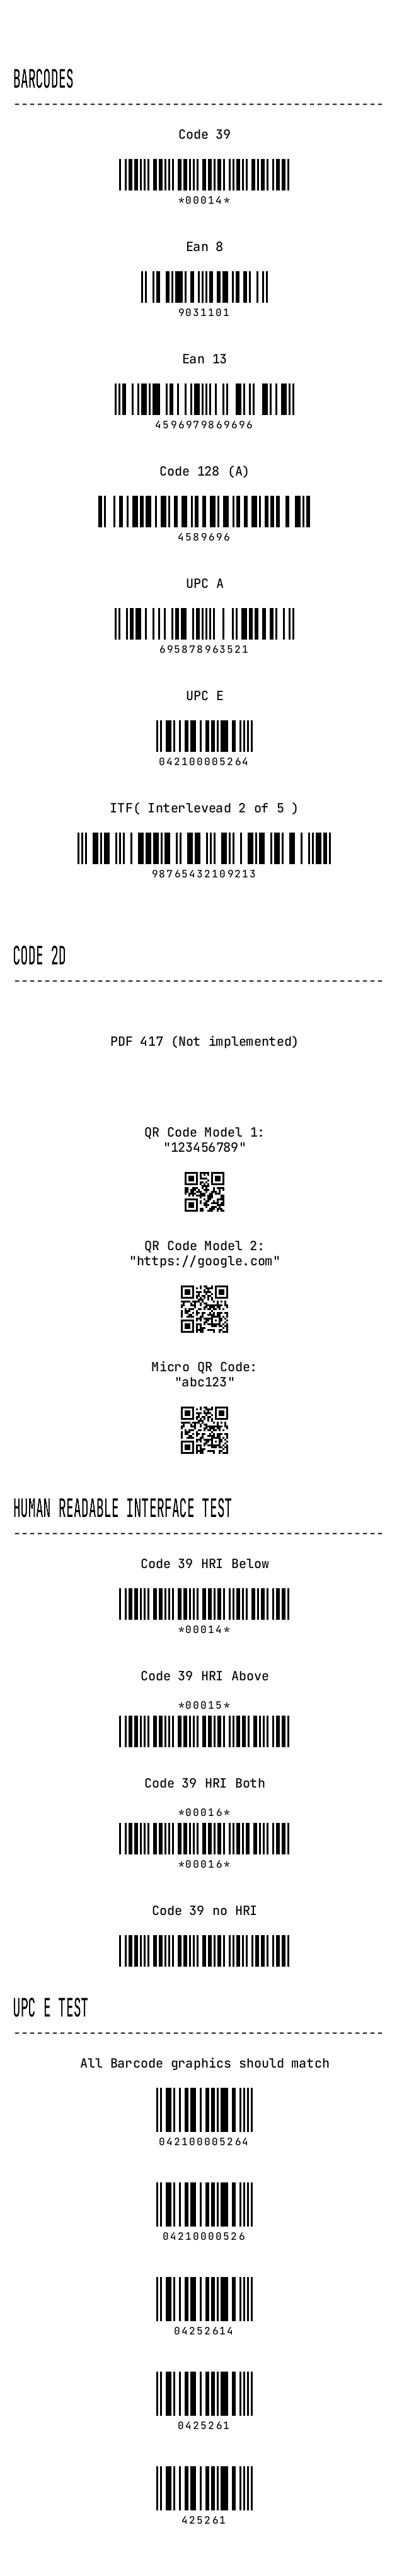 BARCODES
-------------------------------------------------
Code 39
*00014*
Ean 8
9031101
Ean 13
4596979869696
Code 128 (A)
4589696
UPC A
695878963521
UPC E
042100005264
ITF( Interlevead 2 of 5 )
98765432109213
CODE 2D
-------------------------------------------------
PDF 417 (Not implemented)
QR Code Model 1:
"123456789"
QR Code Model 2:
"https://google.com"
Micro QR Code:
"abc123"
HUMAN READABLE INTERFACE TEST
-------------------------------------------------
Code 39 HRI Below
*00014*
Code 39 HRI Above
*00015*
Code 39 HRI Both
*00016*
*00016*
Code 39 no HRI
UPC E TEST
-------------------------------------------------
All Barcode graphics should match
042100005264
04210000526
04252614
0425261
425261